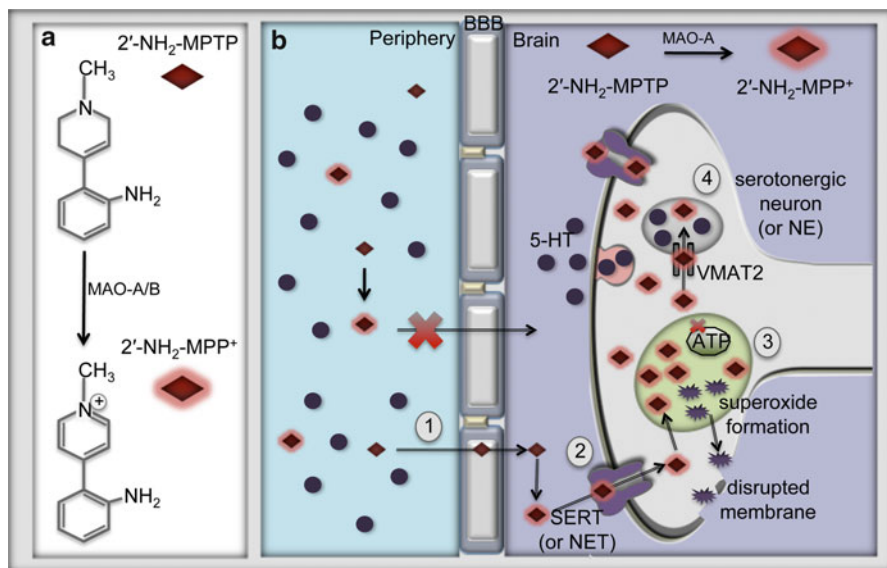 a
2′-NH₂-MPTP
CH₃
N
NH₂
MAO-A/B
2′-NH₂-MPP⁺
CH₃
N
+
NH₂
b
Periphery
BBB
Brain
MAO-A
2′-NH₂-MPTP
2′-NH₂-MPP⁺
4
serotonergic
neuron
(or NE)
5-HT
VMAT2
ATP
3
superoxide
formation
1
2
disrupted
membrane
SERT
(or NET)